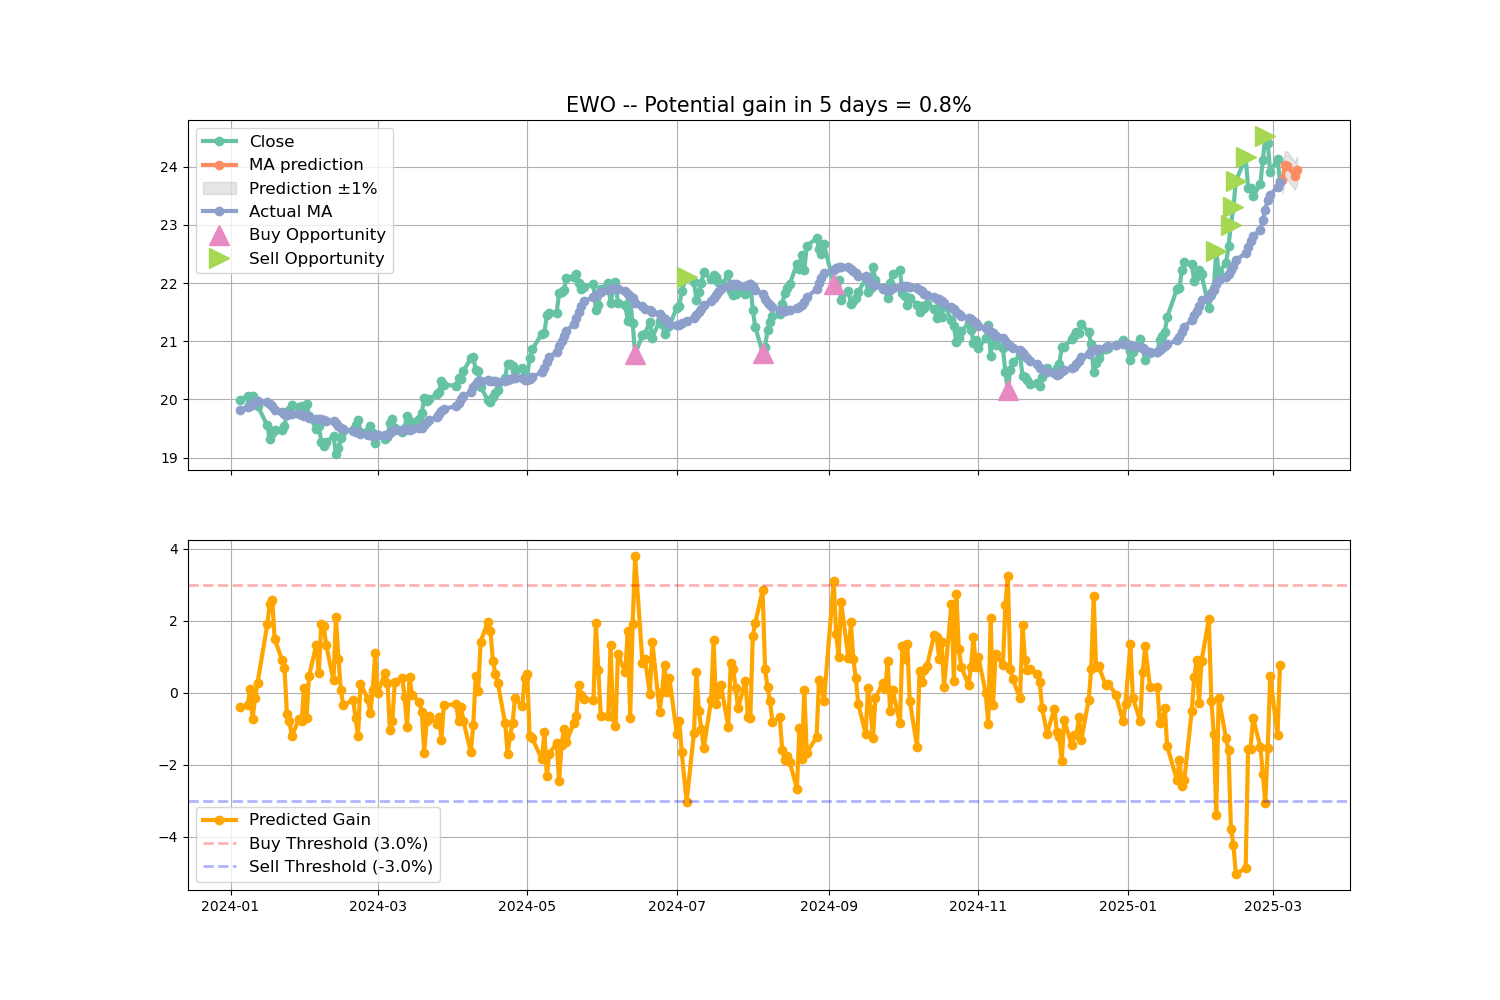 EWO -- Potential gain in 5 days = 0.8%
Close
MA prediction
Prediction ±1%
Actual MA
Buy Opportunity
Sell Opportunity
24
23
22
21
20
19
4
2
0
−2
−4
Predicted Gain
Buy Threshold (3.0%)
Sell Threshold (-3.0%)
2024-01 2024-03 2024-05 2024-07 2024-09 2024-11 2025-01 2025-03